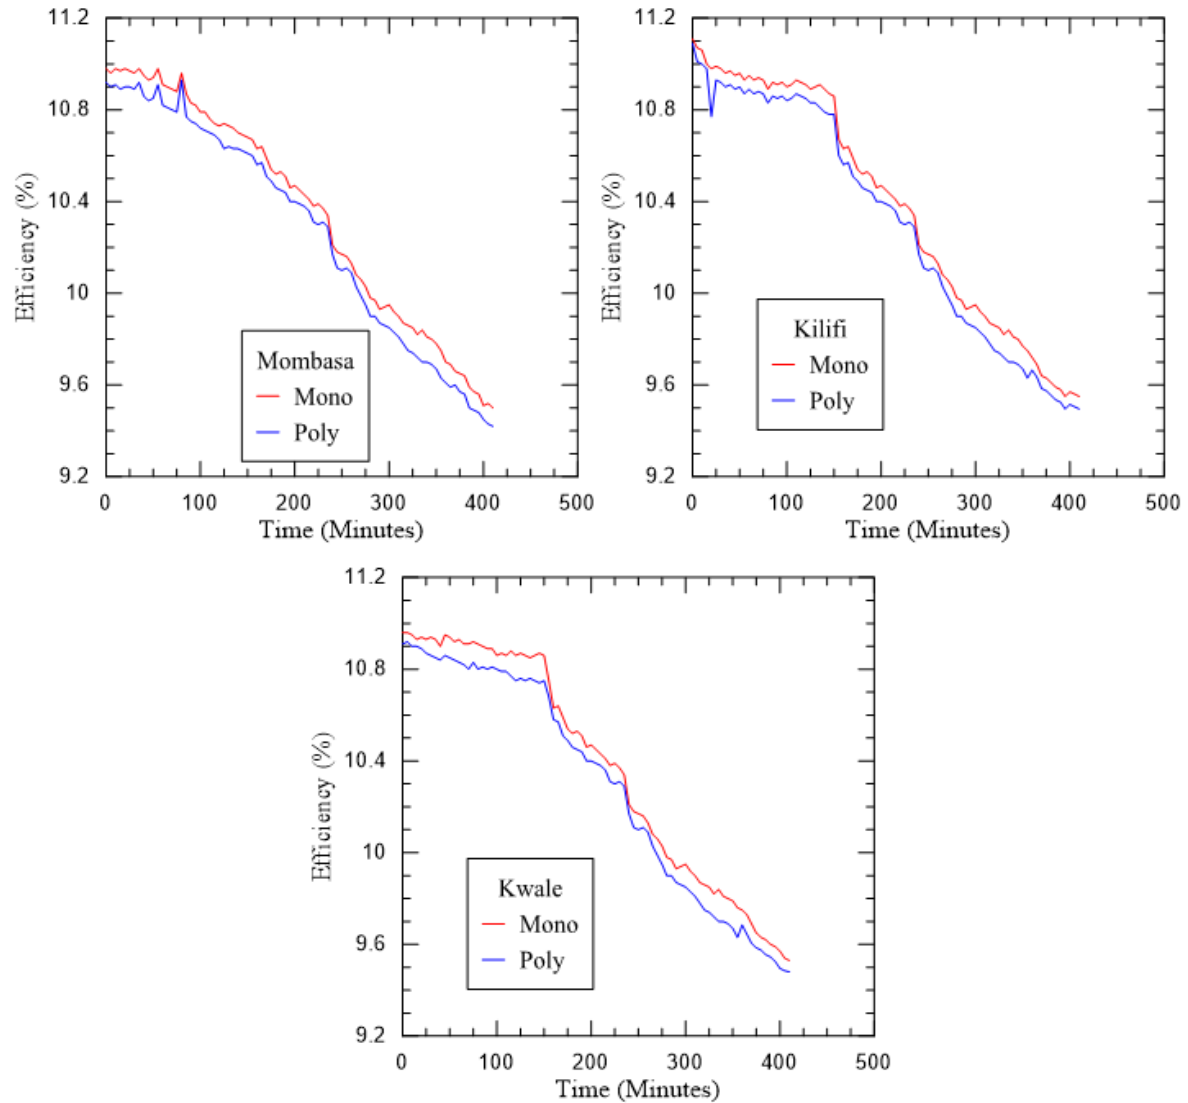 11.2
10.8
10.4
10
9.6
9.2
Efficiency (%)
0 100 200 300 400 500
Time (Minutes)
Mombasa
Mono
Poly
11.2
10.8
10.4
10
9.6
9.2
Efficiency (%)
0 100 200 300 400 500
Time (Minutes)
Kilifi
Mono
Poly
11.2
10.8
10.4
10
9.6
9.2
Efficiency (%)
0 100 200 300 400 500
Time (Minutes)
Kwale
Mono
Poly